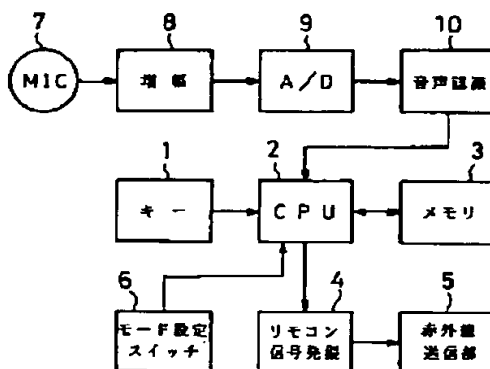 7
8
9
10
MIC
増幅
A/D
音声認識
1
2
3
キー
CPU
メモリ
6
4
5
モード設定
スイッチ
リモコン
信号発生
赤外線
送信部